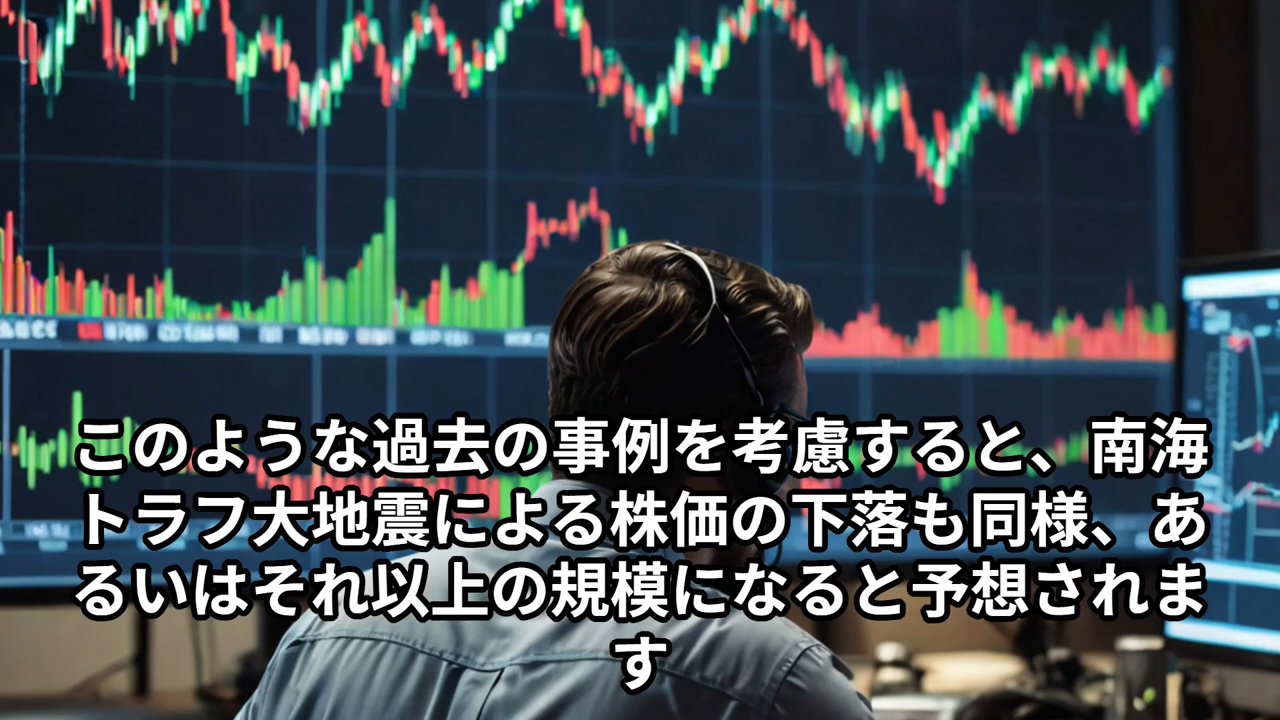 このような過去の事例を考慮すると、南海
トラフ大地震による株価の下落も同様、あ
るいはそれ以上の規模になると予想されま
す